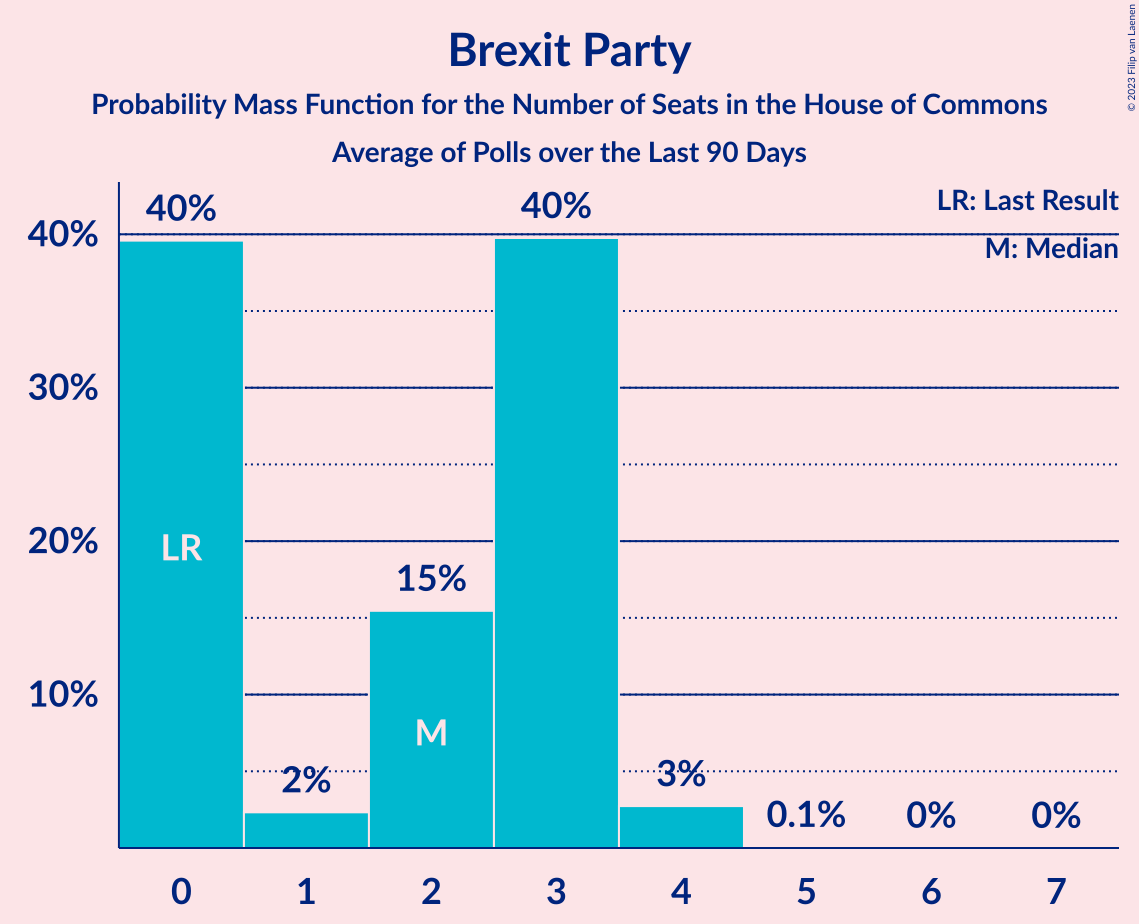 Brexit Party
Probability Mass Function for the Number of Seats in the House of Commons
Average of Polls over the Last 90 Days
© 2023 Filip van Laenen
LR: Last Result
M: Median
40%
30%
20%
10%
40%
2%
15%
40%
3%
0.1%
0%
0%
LR
M
0 1 2 3 4 5 6 7